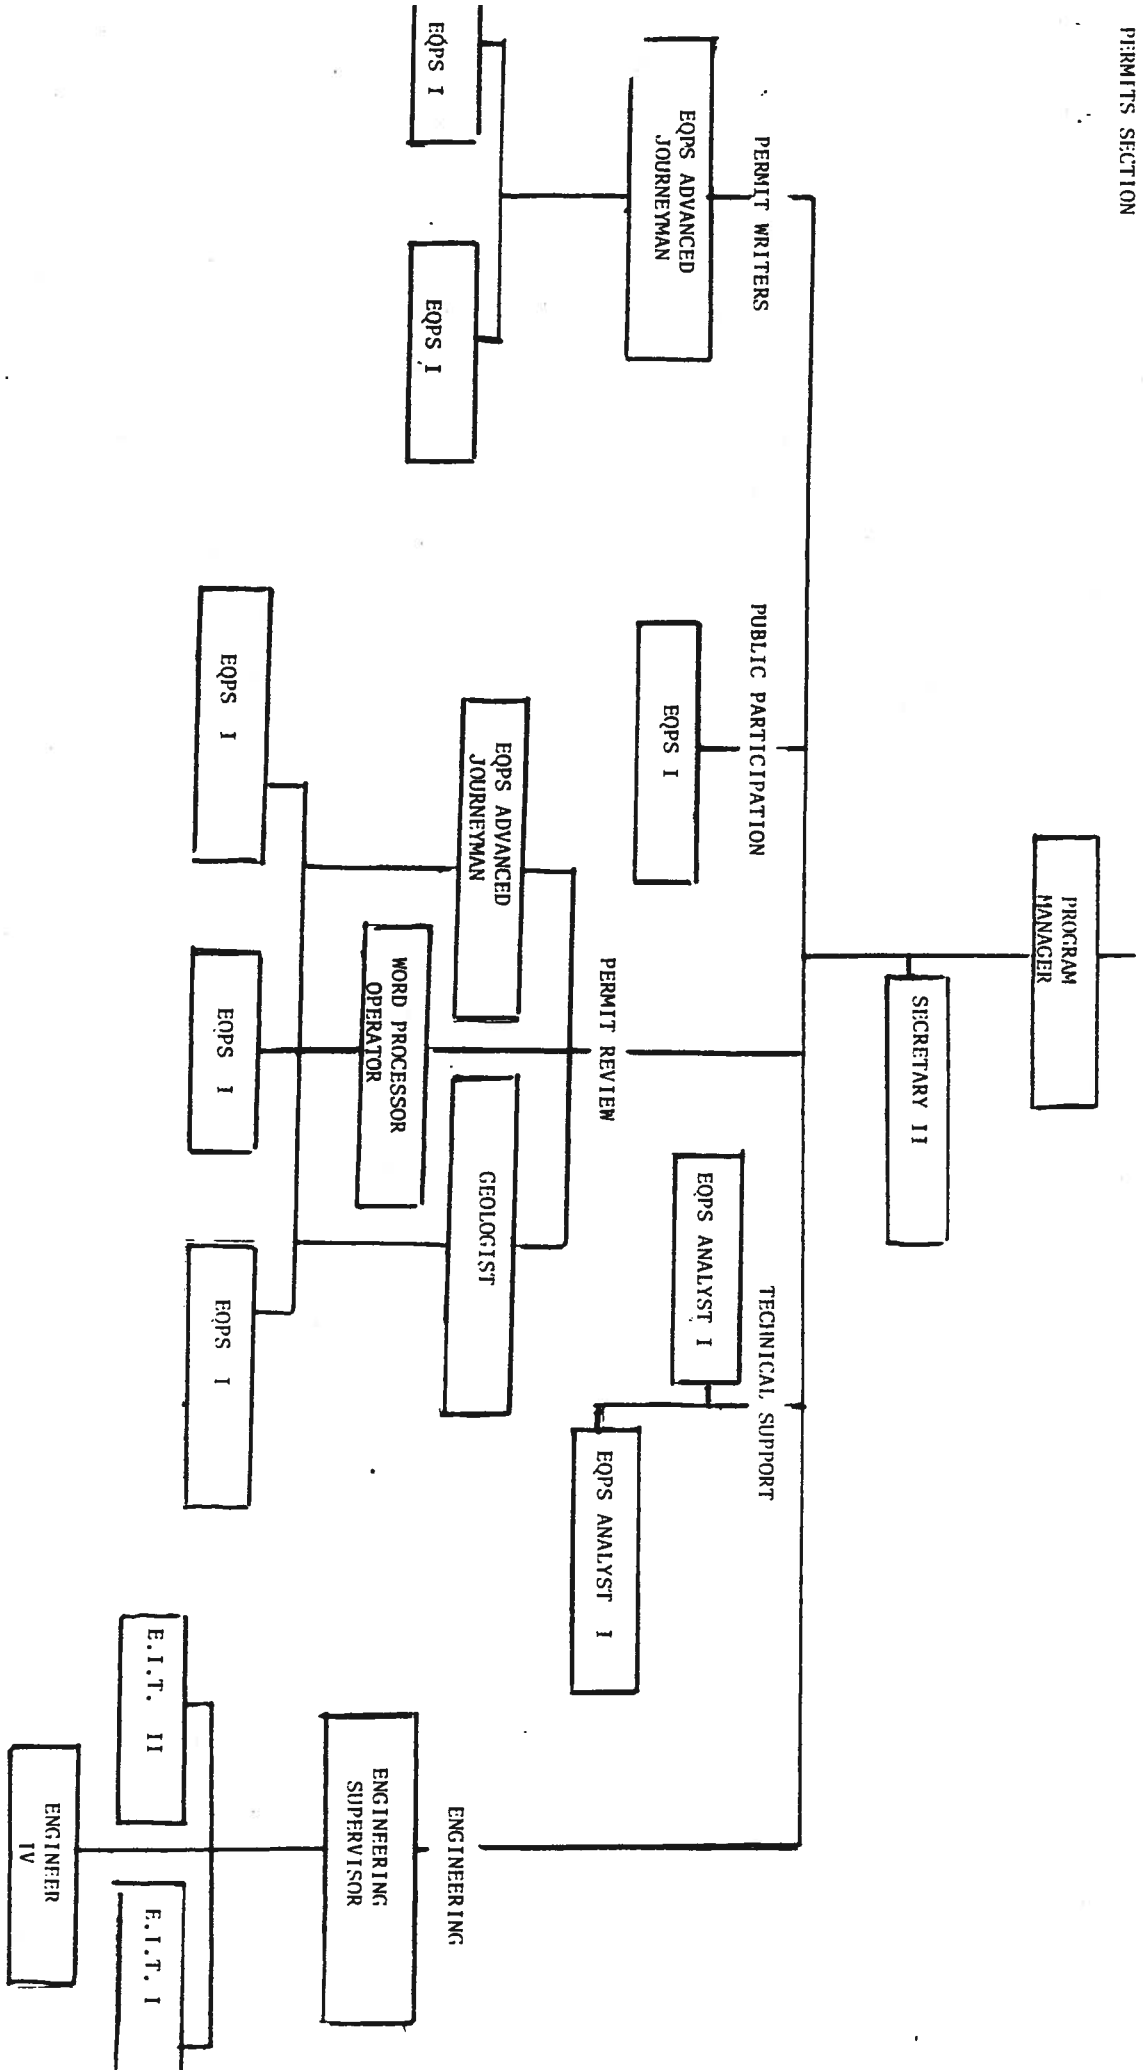 PERMITS SECTION
PROGRAM
MANAGER
SECRETARY II
PERMIT WRITERS
EQPS ADVANCED
JOURNEYMAN
EQPS I
EQPS I
PUBLIC PARTICIPATION
EQPS I
PERMIT REVIEW
EQPS ADVANCED
JOURNEYMAN
GEOLOGIST
WORD PROCESSOR
OPERATOR
EQPS I
EQPS I
EQPS I
TECHNICAL SUPPORT
EQPS ANALYST I
EQPS ANALYST I
ENGINEERING
ENGINEERING
SUPERVISOR
E.I.T. II
E.I.T. I
ENGINEER
IV